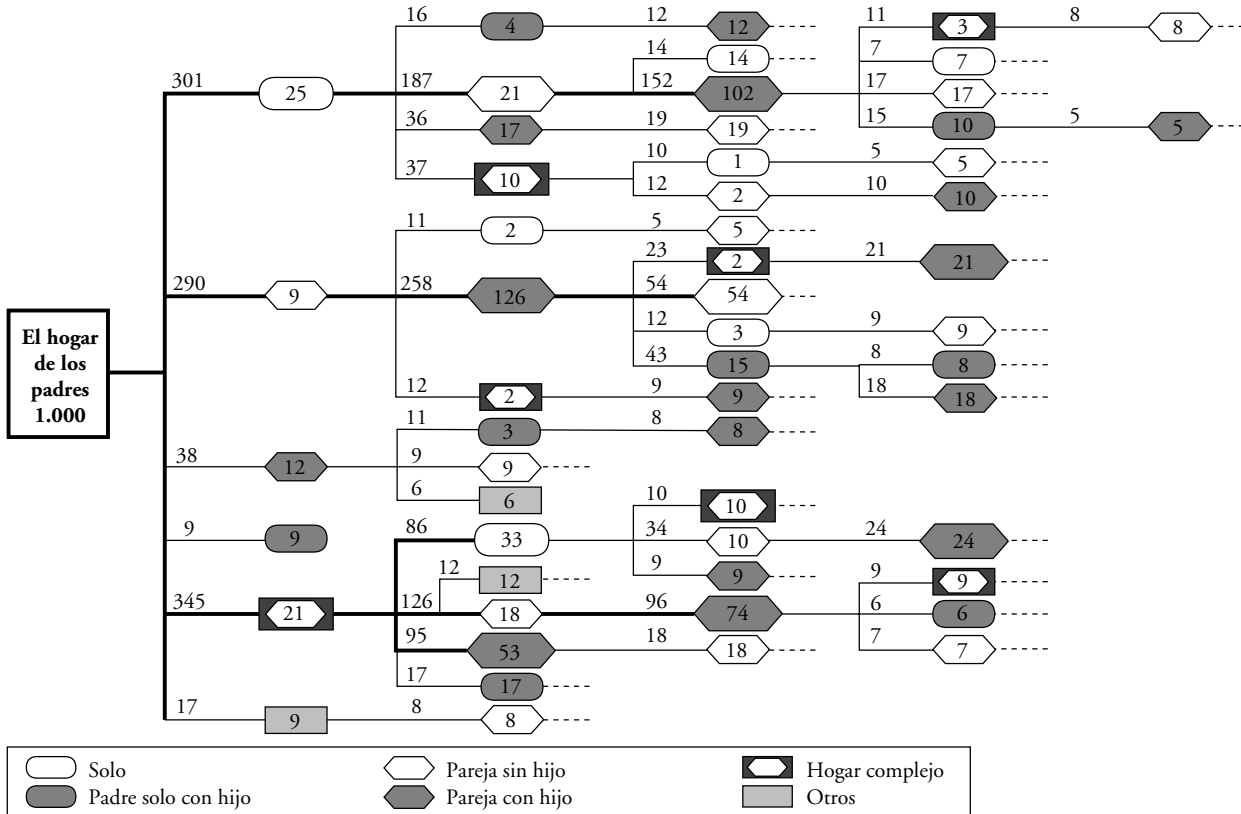 16 4 12 12 11 3 8 8
14 14 7 7
301 25 187 21 152 102 17 17
36 17 19 19 15 10 5 5
37 10 10 1 5 5
12 2 10 10
11 2 5 5
23 2 21 21
290 9 258 126 54 54
12 3 9 9
43 15 8 8
12 2 9 9 18 18
El hogar
de los
padres
1.000
11 3 8 8
38 12 9 9
6 6
10 10
9 9 86 33 34 10 24 24
12 12 9 9 9 9
345 21 126 18 96 74 6 6
95 53 18 18 7 7
17 17
17 9 8 8
Solo Pareja sin hijo Hogar complejo
Padre solo con hijo Pareja con hijo Otros